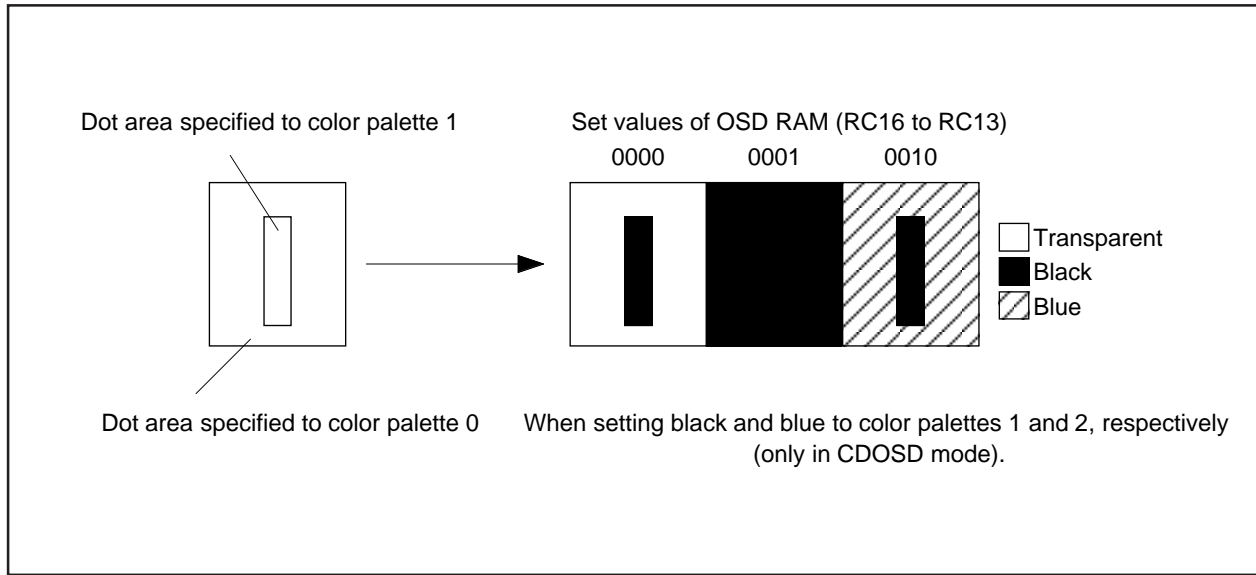 Dot area specified to color palette 1
Set values of OSD RAM (RC16 to RC13)
0000 0001 0010
Transparent
Black
Blue
Dot area specified to color palette 0
When setting black and blue to color palettes 1 and 2, respectively
(only in CDOSD mode).